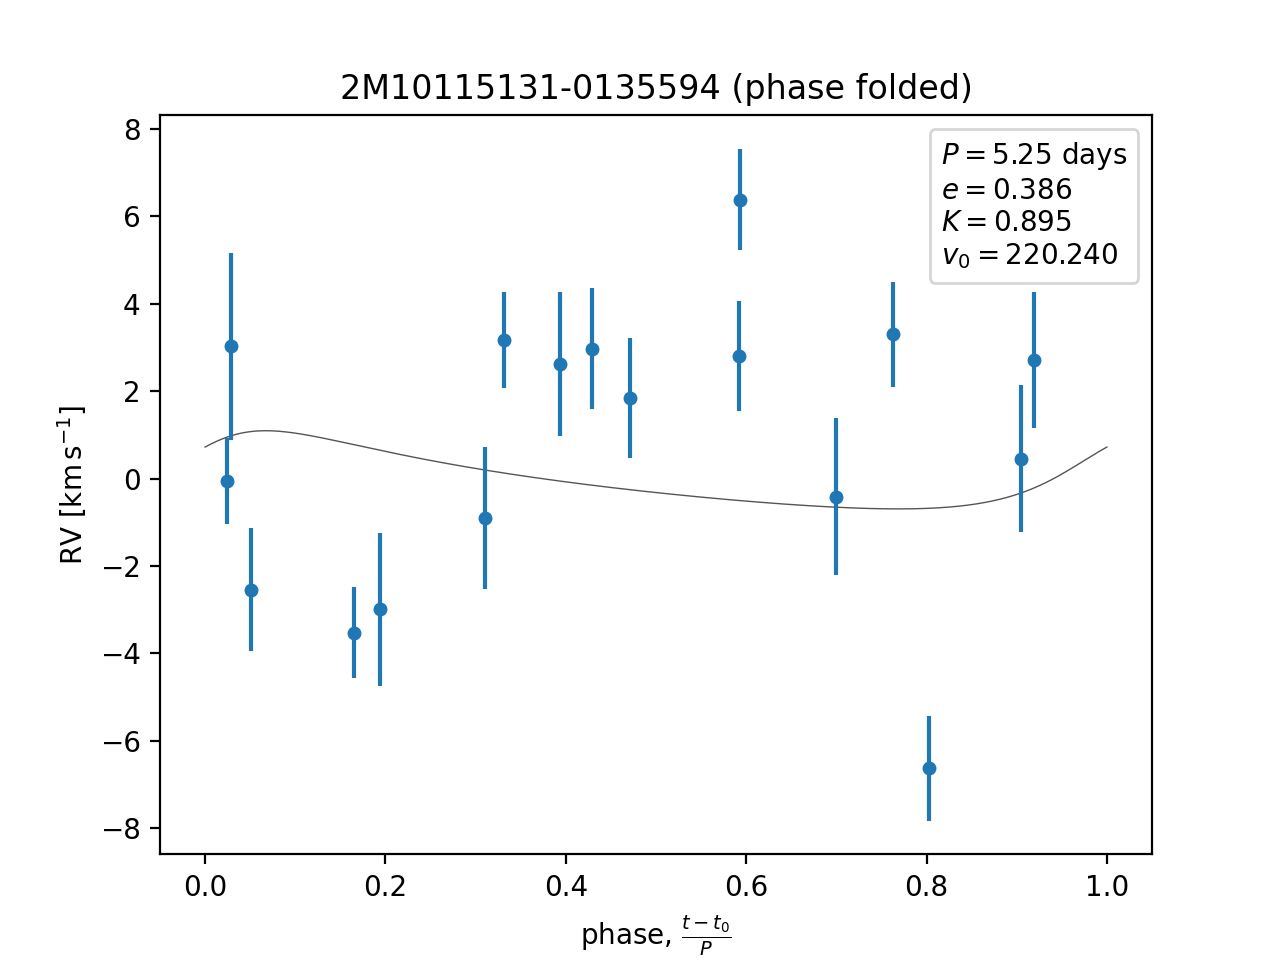 2M10115131-0135594 (phase folded)
P = 5.25 days
e = 0.386
K = 0.895
v₀ = 220.240
8
6
4
2
0
−2
−4
−6
−8
RV [km s⁻¹]
0.0 0.2 0.4 0.6 0.8 1.0
phase, (t − t₀)/P